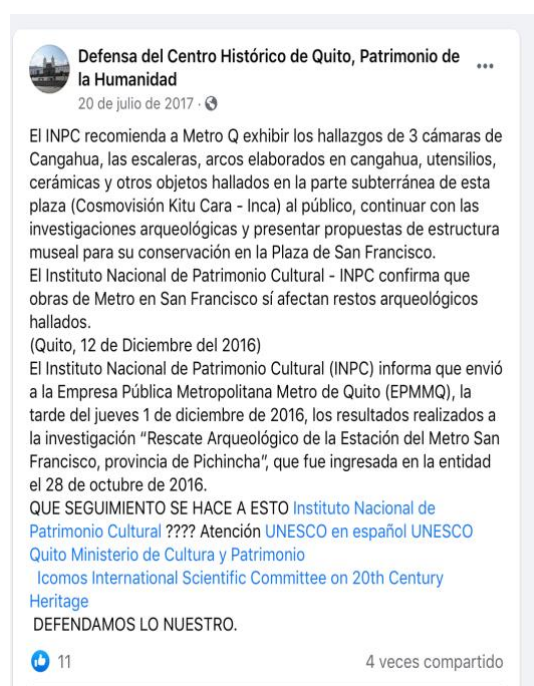 Defensa del Centro Histórico de Quito, Patrimonio de
la Humanidad
20 de julio de 2017 ·
El INPC recomienda a Metro Q exhibir los hallazgos de 3 cámaras de
Cangahua, las escaleras, arcos elaborados en cangahua, utensilios,
cerámicas y otros objetos hallados en la parte subterránea de esta
plaza (Cosmovisión Kitu Cara - Inca) al público, continuar con las
investigaciones arqueológicas y presentar propuestas de estructura
museal para su conservación en la Plaza de San Francisco.
El Instituto Nacional de Patrimonio Cultural - INPC confirma que
obras de Metro en San Francisco sí afectan restos arqueológicos
hallados.
(Quito, 12 de Diciembre del 2016)
El Instituto Nacional de Patrimonio Cultural (INPC) informa que envió
a la Empresa Pública Metropolitana Metro de Quito (EPMMQ), la
tarde del jueves 1 de diciembre de 2016, los resultados realizados a
la investigación “Rescate Arqueológico de la Estación del Metro San
Francisco, provincia de Pichincha”, que fue ingresada en la entidad
el 28 de octubre de 2016.
QUE SEGUIMIENTO SE HACE A ESTO Instituto Nacional de
Patrimonio Cultural ???? Atención UNESCO en español UNESCO
Quito Ministerio de Cultura y Patrimonio
Icomos International Scientific Committee on 20th Century
Heritage
DEFENDAMOS LO NUESTRO.
11
4 veces compartido